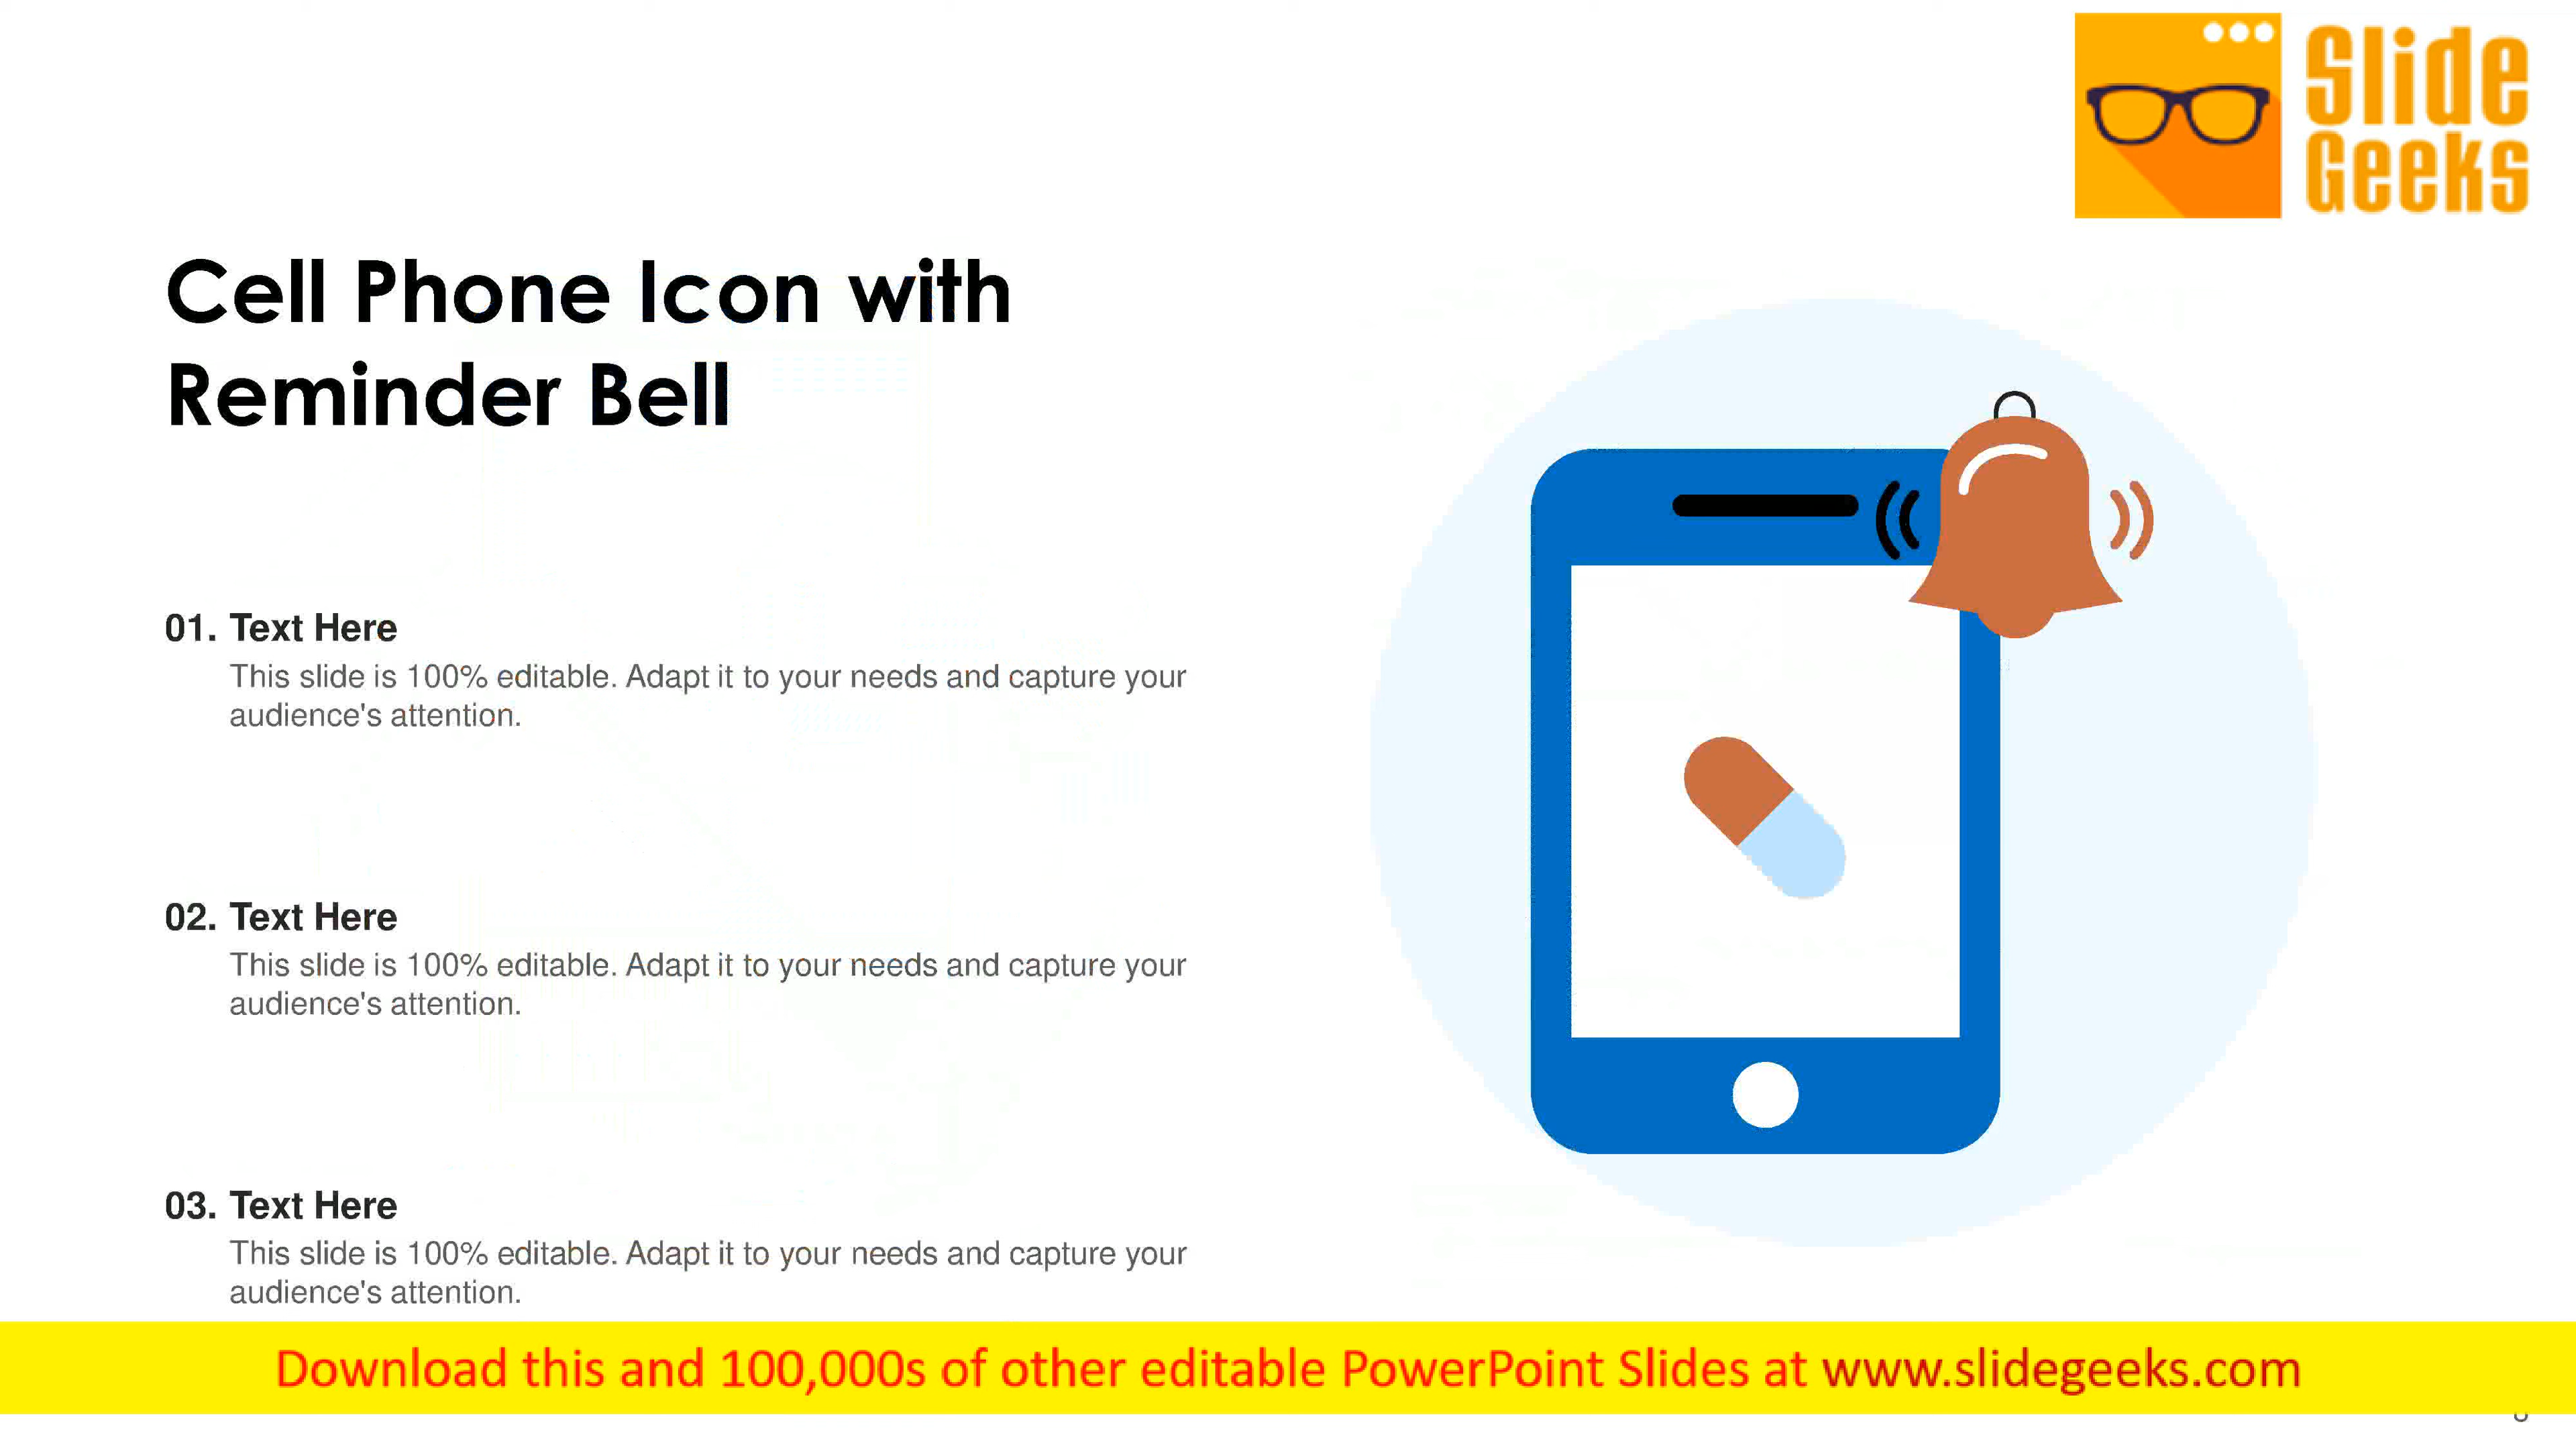 Slide
Geeks
Cell Phone Icon with
Reminder Bell
01. Text Here
This slide is 100% editable. Adapt it to your needs and capture your
audience's attention.
02. Text Here
This slide is 100% editable. Adapt it to your needs and capture your
audience's attention.
03. Text Here
This slide is 100% editable. Adapt it to your needs and capture your
audience's attention.
Download this and 100,000s of other editable PowerPoint Slides at www.slidegeeks.com